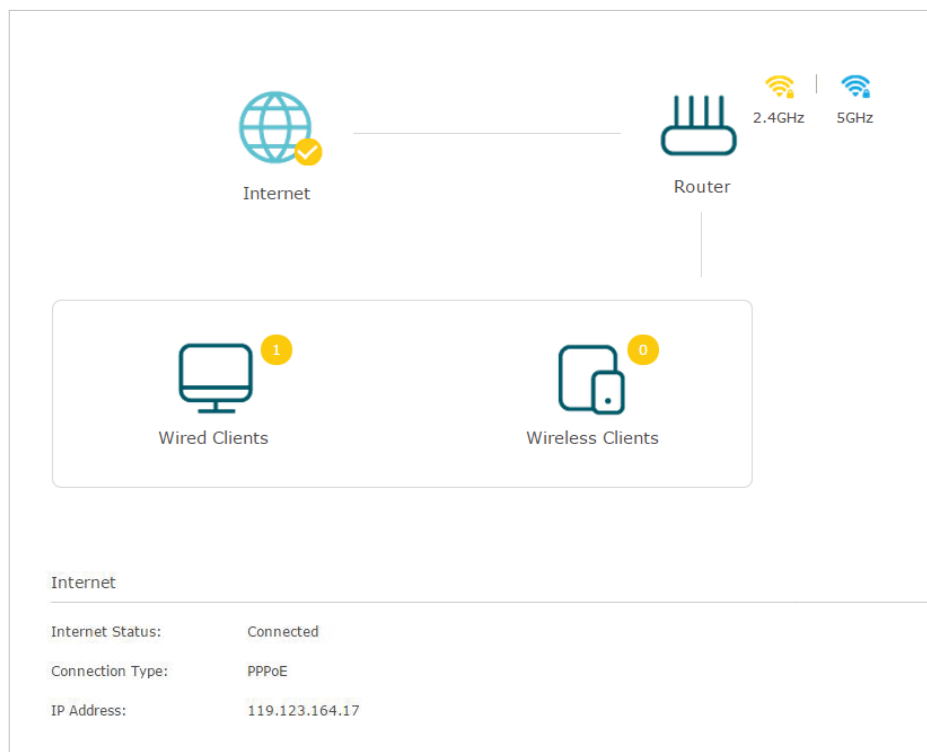 2.4GHz 5GHz
Internet
Router
1
0
Wired Clients
Wireless Clients
Internet
Internet Status: Connected
Connection Type: PPPoE
IP Address: 119.123.164.17